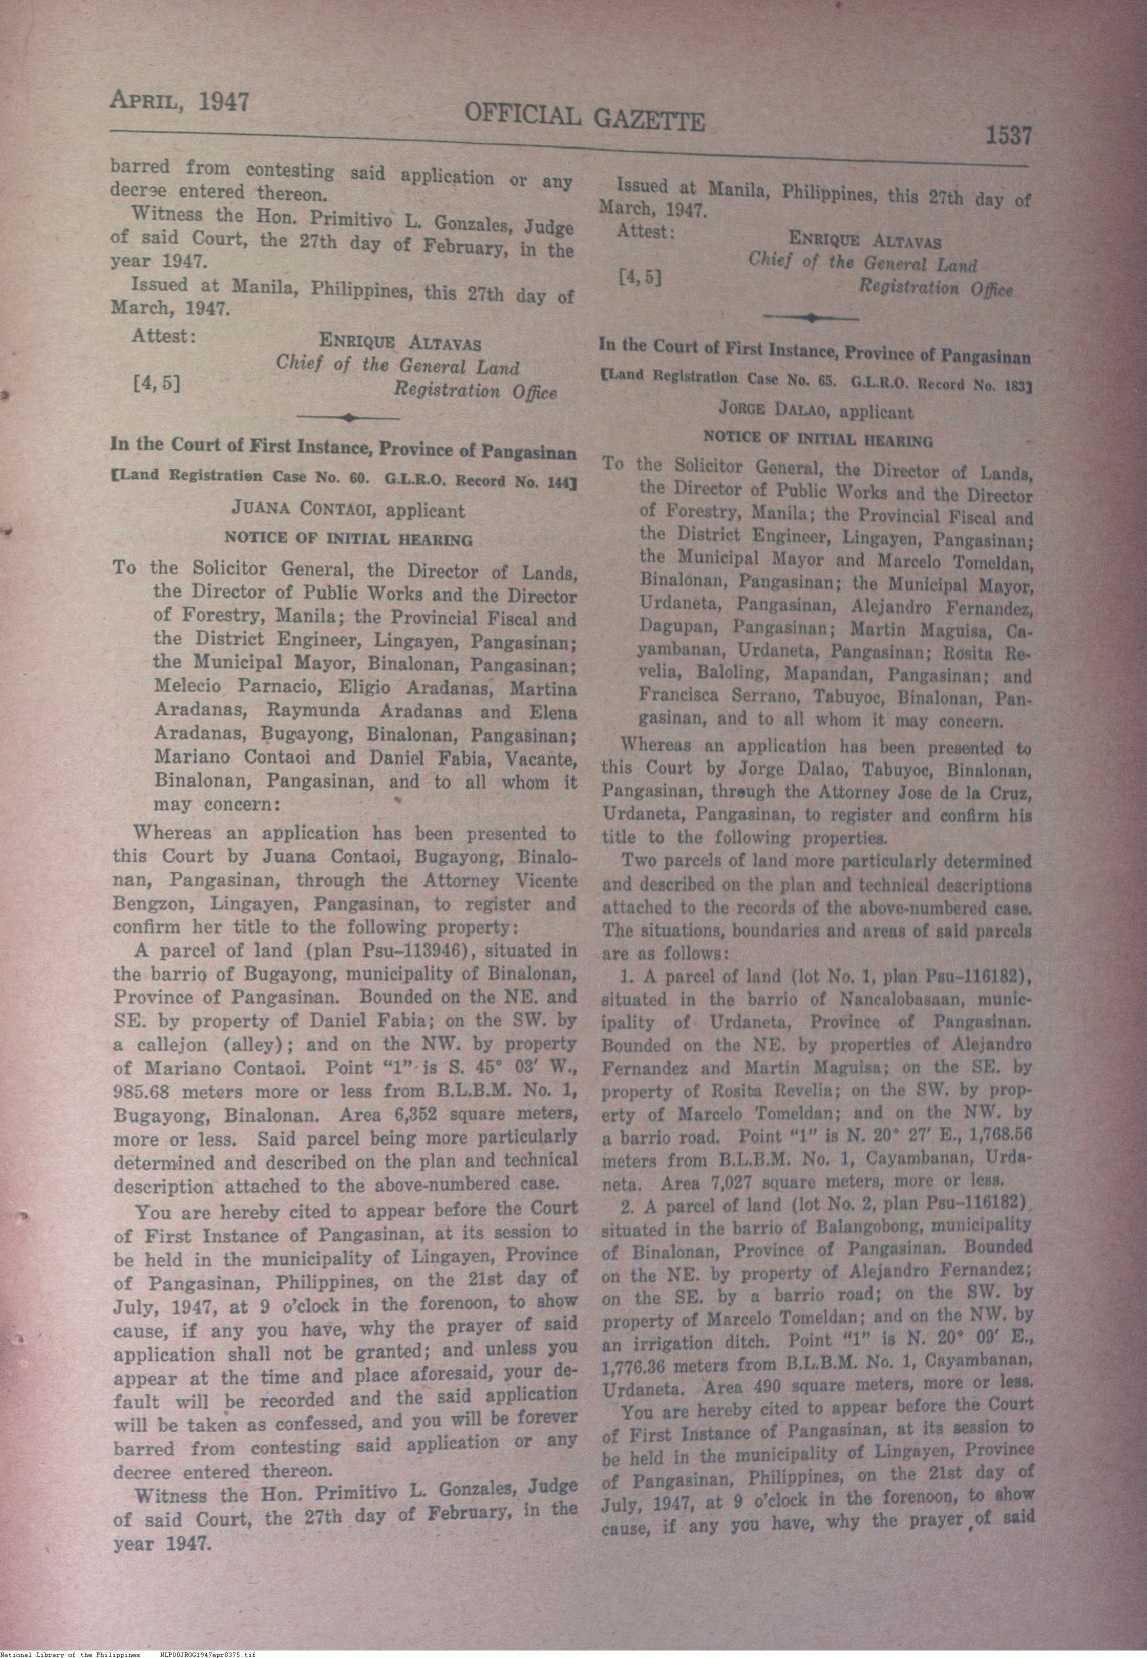 APRIL, 1947
OFFICIAL GAZETTE
1537
barred from contesting said application or any
decree entered thereon.
Witness the Hon. Primitivo L. Gonzales, Judge
of said Court, the 27th day of February, in the
year 1947.
Issued at Manila, Philippines, this 27th day of
March, 1947.
Attest:
ENRIQUE ALTAVAS
Chief of the General Land
[4, 5]
Registration Office
In the Court of First Instance, Province of Pangasinan
[Land Registration Case No. 60. G.L.R.O. Record No. 144]
JUANA CONTAOI, applicant
NOTICE OF INITIAL HEARING
To the Solicitor General, the Director of Lands,
the Director of Public Works and the Director
of Forestry, Manila; the Provincial Fiscal and
the District Engineer, Lingayen, Pangasinan;
the Municipal Mayor, Binalonan, Pangasinan;
Melecio Parnacio, Eligio Aradanas, Martina
Aradanas, Raymunda Aradanas and Elena
Aradanas, Bugayong, Binalonan, Pangasinan;
Mariano Contaoi and Daniel Fabia, Vacante,
Binalonan, Pangasinan, and to all whom it
may concern:
Whereas an application has been presented to
this Court by Juana Contaoi, Bugayong, Binalo-
nan, Pangasinan, through the Attorney Vicente
Bengzon, Lingayen, Pangasinan, to register and
confirm her title to the following property:
A parcel of land (plan Psu–113946), situated in
the barrio of Bugayong, municipality of Binalonan,
Province of Pangasinan. Bounded on the NE. and
SE. by property of Daniel Fabia; on the SW. by
a callejon (alley); and on the NW. by property
of Mariano Contaoi. Point “1” is S. 45° 03′ W.,
985.68 meters more or less from B.L.B.M. No. 1,
Bugayong, Binalonan. Area 6,352 square meters,
more or less. Said parcel being more particularly
determined and described on the plan and technical
description attached to the above-numbered case.
You are hereby cited to appear before the Court
of First Instance of Pangasinan, at its session to
be held in the municipality of Lingayen, Province
of Pangasinan, Philippines, on the 21st day of
July, 1947, at 9 o’clock in the forenoon, to show
cause, if any you have, why the prayer of said
application shall not be granted; and unless you
appear at the time and place aforesaid, your de-
fault will be recorded and the said application
will be taken as confessed, and you will be forever
barred from contesting said application or any
decree entered thereon.
Witness the Hon. Primitivo L. Gonzales, Judge
of said Court, the 27th day of February, in the
year 1947.
Issued at Manila, Philippines, this 27th day of
March, 1947.
Attest:
ENRIQUE ALTAVAS
Chief of the General Land
[4, 5]
Registration Office
In the Court of First Instance, Province of Pangasinan
[Land Registration Case No. 65. G.L.R.O. Record No. 183]
JORGE DALAO, applicant
NOTICE OF INITIAL HEARING
To the Solicitor General, the Director of Lands,
the Director of Public Works and the Director
of Forestry, Manila; the Provincial Fiscal and
the District Engineer, Lingayen, Pangasinan;
the Municipal Mayor and Marcelo Tomeldan,
Binalonan, Pangasinan; the Municipal Mayor,
Urdaneta, Pangasinan, Alejandro Fernandez,
Dagupan, Pangasinan; Martin Maguisa, Ca-
yambanan, Urdaneta, Pangasinan; Rosita Re-
velia, Baloling, Mapandan, Pangasinan; and
Francisca Serrano, Tabuyoc, Binalonan, Pan-
gasinan, and to all whom it may concern.
Whereas an application has been presented to
this Court by Jorge Dalao, Tabuyoc, Binalonan,
Pangasinan, through the Attorney Jose de la Cruz,
Urdaneta, Pangasinan, to register and confirm his
title to the following properties.
Two parcels of land more particularly determined
and described on the plan and technical descriptions
attached to the records of the above-numbered case.
The situations, boundaries and areas of said parcels
are as follows:
1. A parcel of land (lot No. 1, plan Psu–116182),
situated in the barrio of Nancalobasaan, munic-
ipality of Urdaneta, Province of Pangasinan.
Bounded on the NE. by properties of Alejandro
Fernandez and Martin Maguisa; on the SE. by
property of Rosita Revelia; on the SW. by prop-
erty of Marcelo Tomeldan; and on the NW. by
a barrio road. Point “1” is N. 20° 27′ E., 1,768.56
meters from B.L.B.M. No. 1, Cayambanan, Urda-
neta. Area 7,027 square meters, more or less.
2. A parcel of land (lot No. 2, plan Psu–116182)
situated in the barrio of Balangobong, municipality
of Binalonan, Province of Pangasinan. Bounded
on the NE. by property of Alejandro Fernandez;
on the SE. by a barrio road; on the SW. by
property of Marcelo Tomeldan; and on the NW. by
an irrigation ditch. Point “1” is N. 20° 09′ E.,
1,776.36 meters from B.L.B.M. No. 1, Cayambanan,
Urdaneta. Area 490 square meters, more or less.
You are hereby cited to appear before the Court
of First Instance of Pangasinan, at its session to
be held in the municipality of Lingayen, Province
of Pangasinan, Philippines, on the 21st day of
July, 1947, at 9 o’clock in the forenoon, to show
cause, if any you have, why the prayer of said
National Library of the Philippines NLP00JROG1947apr0375.tif